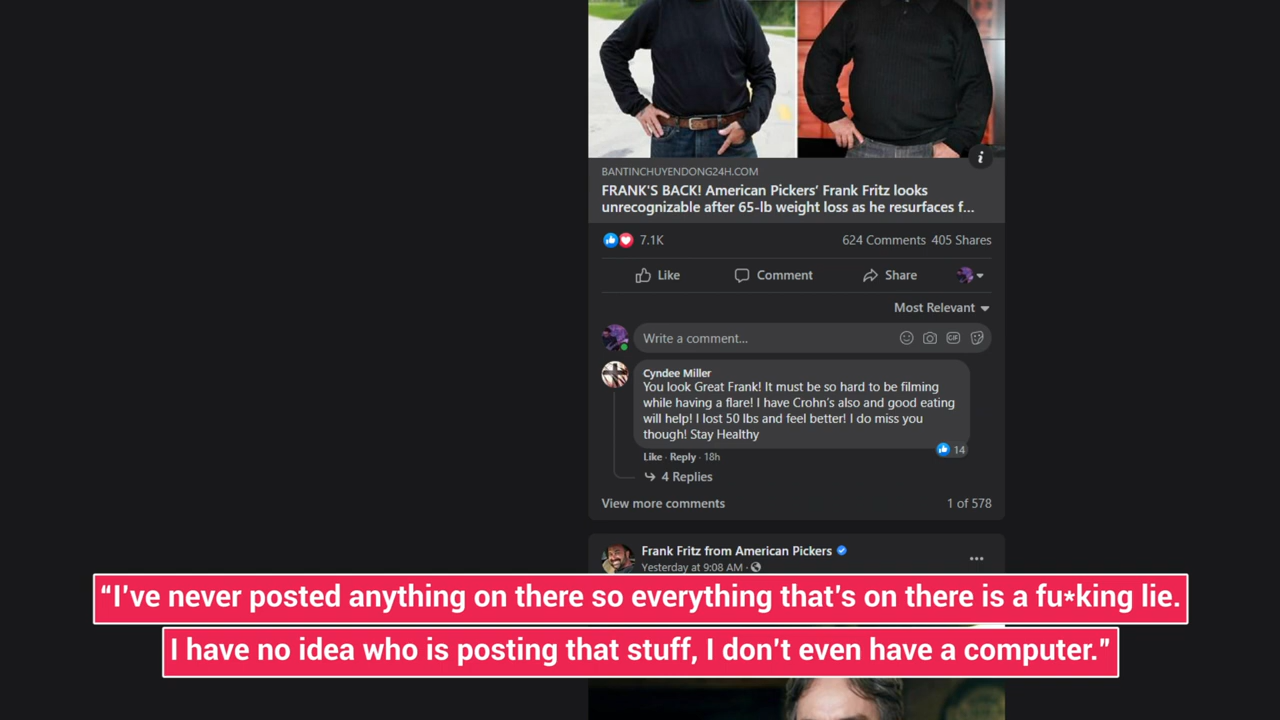 BANTINCHUYENDONG24H.COM
FRANK'S BACK! American Pickers' Frank Fritz looks
unrecognizable after 65-lb weight loss as he resurfaces f...
7.1K
624 Comments 405 Shares
Like
Comment
Share
Most Relevant
Write a comment...
GIF
Cyndee Miller
You look Great Frank! It must be so hard to be filming
while having a flare! I have Crohn's also and good eating
will help! I lost 50 lbs and feel better! I do miss you
though! Stay Healthy
14
Like · Reply · 18h
4 Replies
View more comments
1 of 578
Frank Fritz from American Pickers
Yesterday at 9:08 AM ·
“I’ve never posted anything on there so everything that’s on there is a fu*king lie.
I have no idea who is posting that stuff, I don’t even have a computer.”